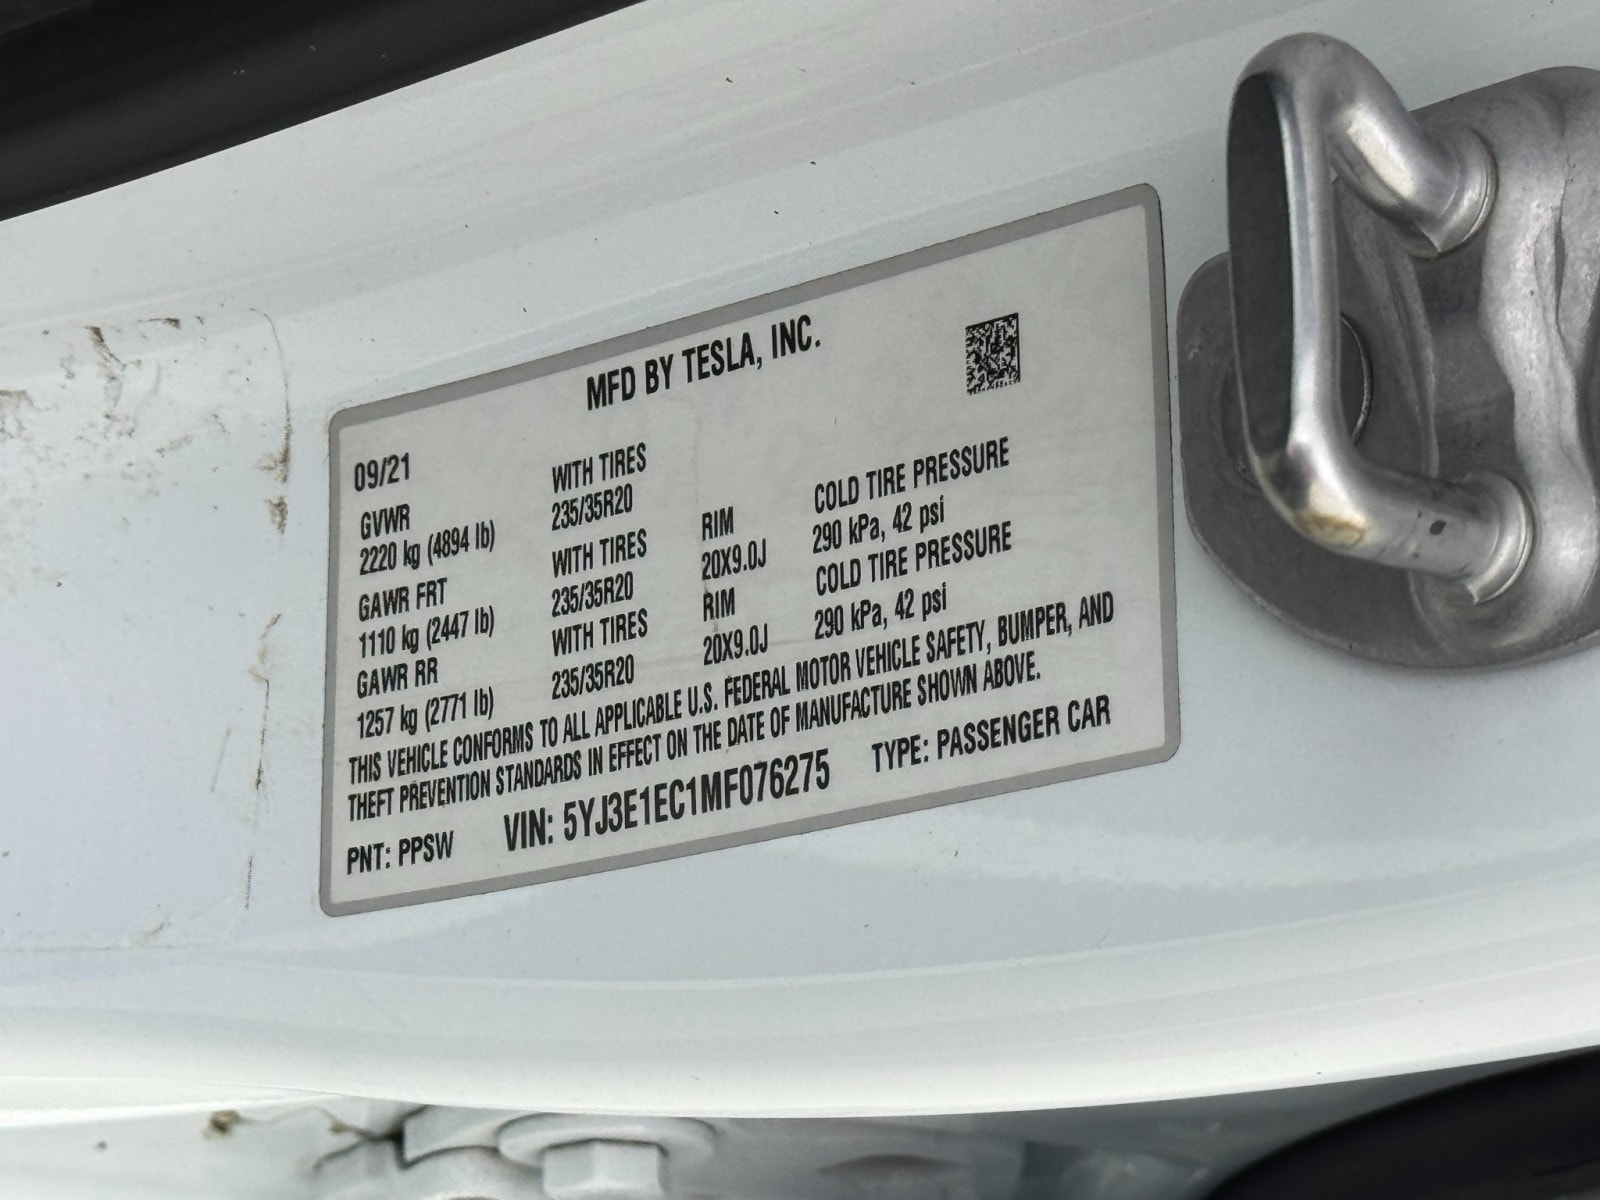 MFD BY TESLA, INC.
09/21
GVWR WITH TIRES
2220 kg (4894 lb) 235/35R20 RIM COLD TIRE PRESSURE
GAWR FRT WITH TIRES 20X9.0J 290 kPa, 42 psi
1110 kg (2447 lb) 235/35R20 RIM COLD TIRE PRESSURE
GAWR RR WITH TIRES 20X9.0J 290 kPa, 42 psi
1257 kg (2771 lb) 235/35R20
THIS VEHICLE CONFORMS TO ALL APPLICABLE U.S. FEDERAL MOTOR VEHICLE SAFETY, BUMPER, AND
THEFT PREVENTION STANDARDS IN EFFECT ON THE DATE OF MANUFACTURE SHOWN ABOVE.
PNT: PPSW VIN: 5YJ3E1EC1MF076275 TYPE: PASSENGER CAR